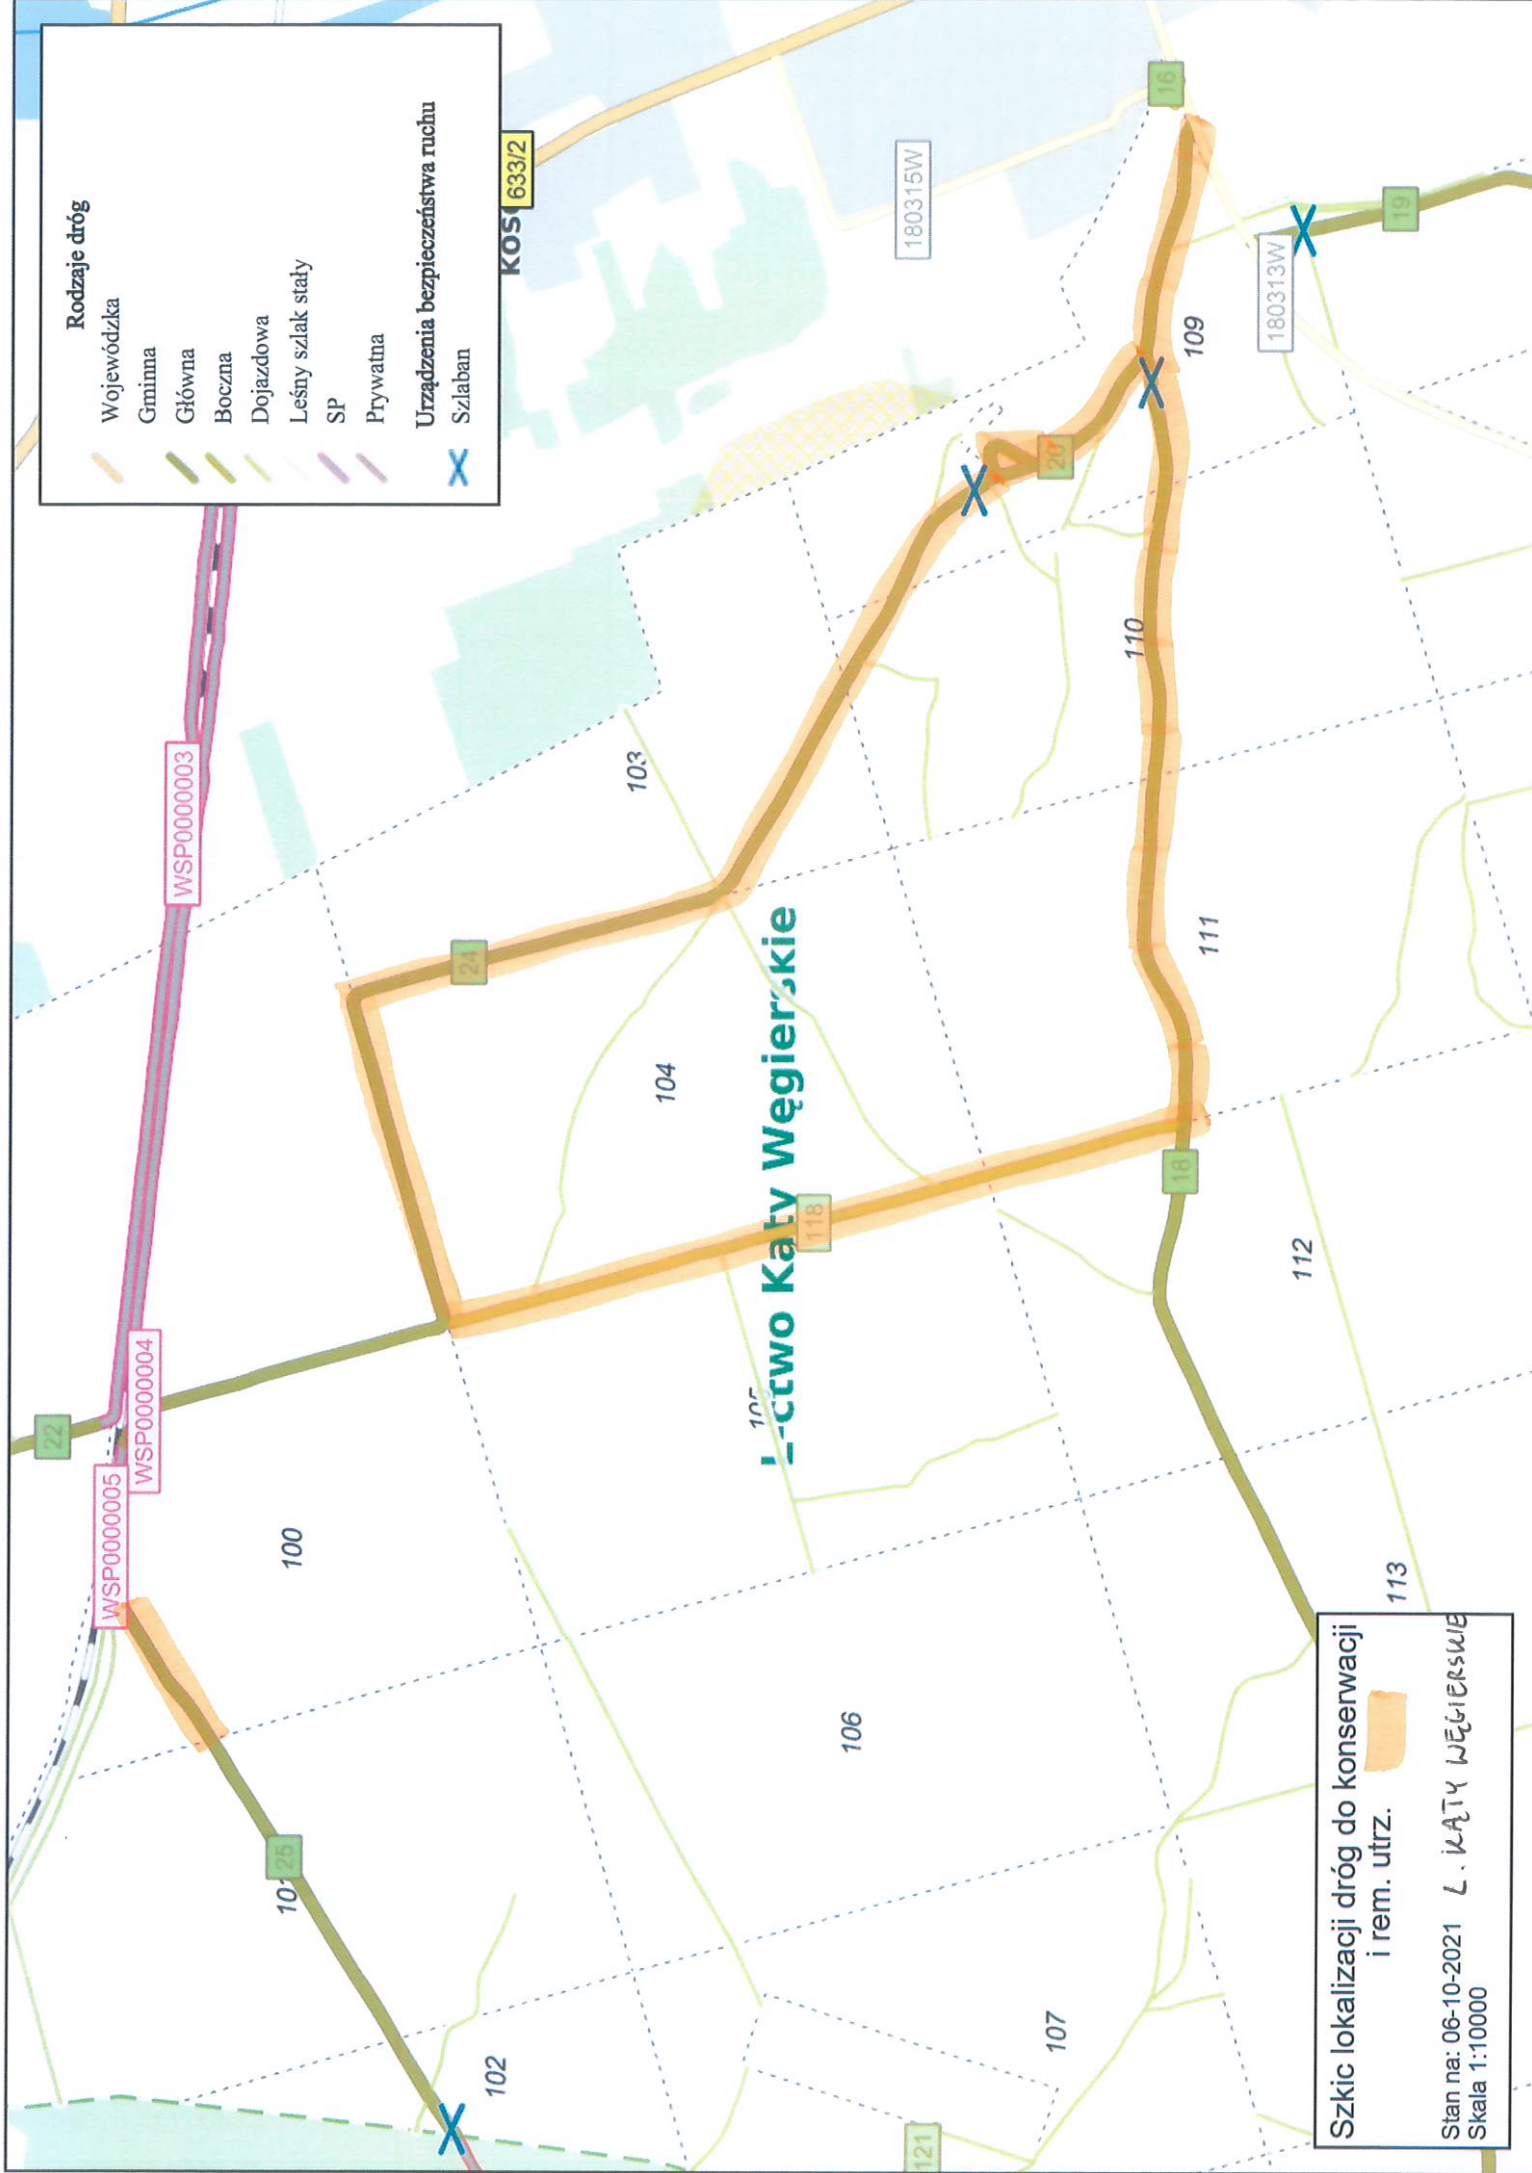 Rodzaje dróg
Wojewódzka
Gminna
Główna
Boczna
Dojazdowa
Leśny szlak stały
SP
Prywatna
Urządzenia bezpieczeństwa ruchu
Szlaban
633/2
180315W
16
180313W
19
109
20
110
WSP0000003
103
24
111
104
L-ctwo Kąty Węgierskie
118
18
112
22
WSP0000004
WSP0000005
100
113
106
25
102
107
121
Szkic lokalizacji dróg do konserwacji
i rem. utrz.
Stan na: 06-10-2021 L. KĄTY WĘGIERSKIE
Skala 1:10000